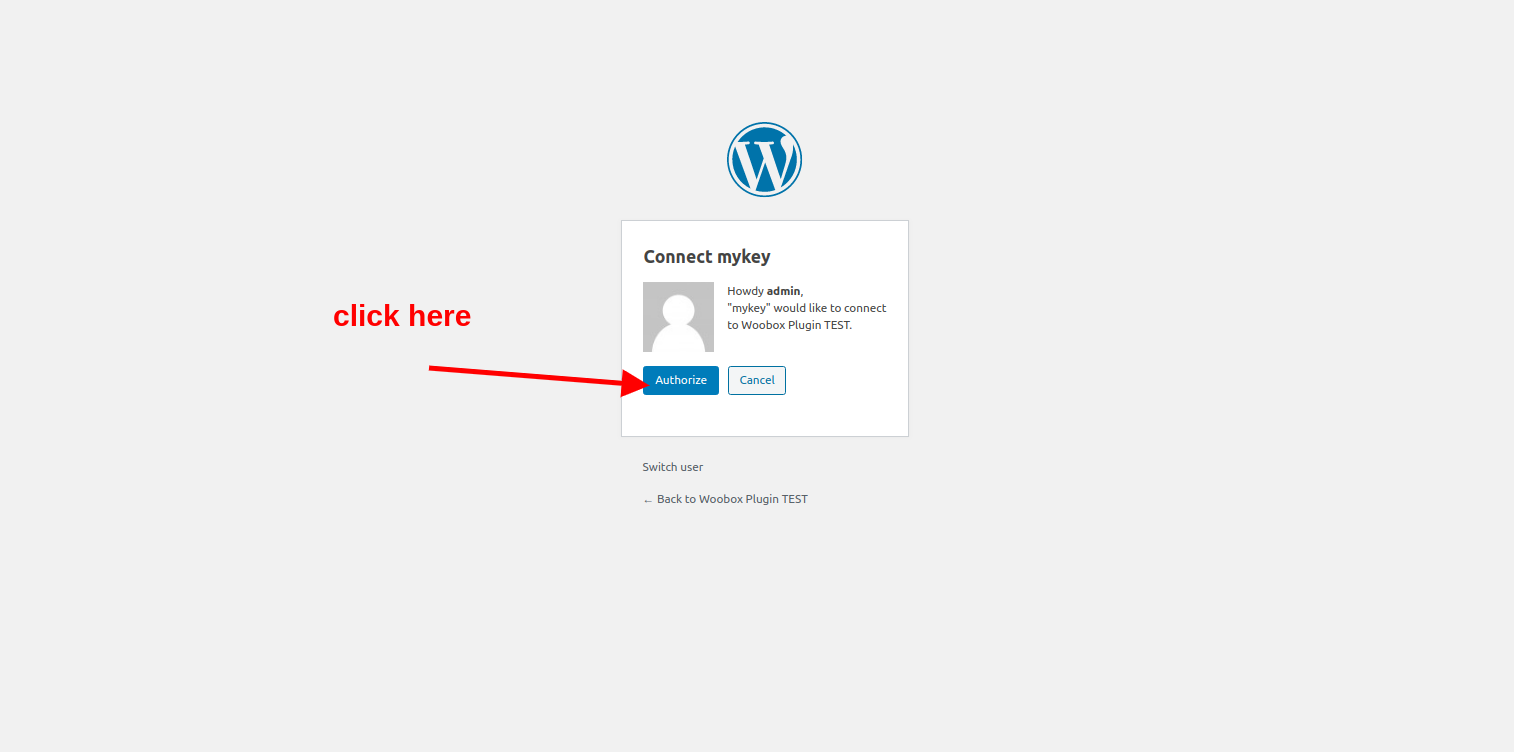 Connect mykey
Howdy admin,
"mykey" would like to connect
to Woobox Plugin TEST.
click here
Authorize
Cancel
Switch user
← Back to Woobox Plugin TEST